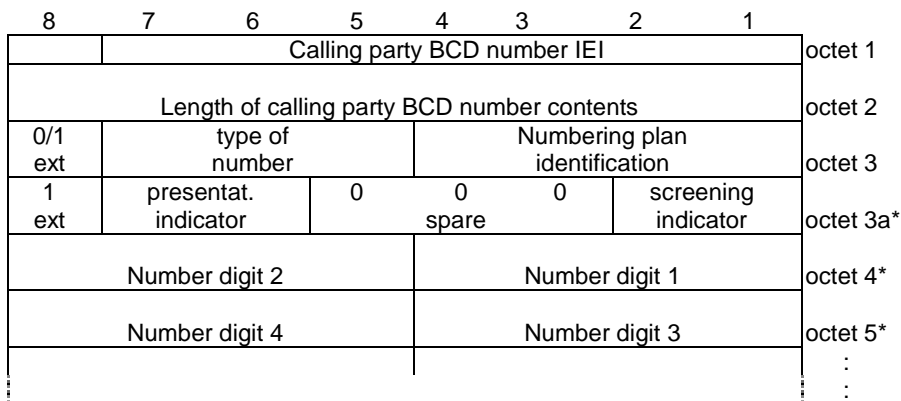 8 7 6 5 4 3 2 1
Calling party BCD number IEI octet 1
Length of calling party BCD number contents octet 2
0/1 type of Numbering plan
ext number identification octet 3
1 presentat. 0 0 0 screening
ext indicator spare indicator octet 3a*
Number digit 2 Number digit 1 octet 4*
Number digit 4 Number digit 3 octet 5*
:
: